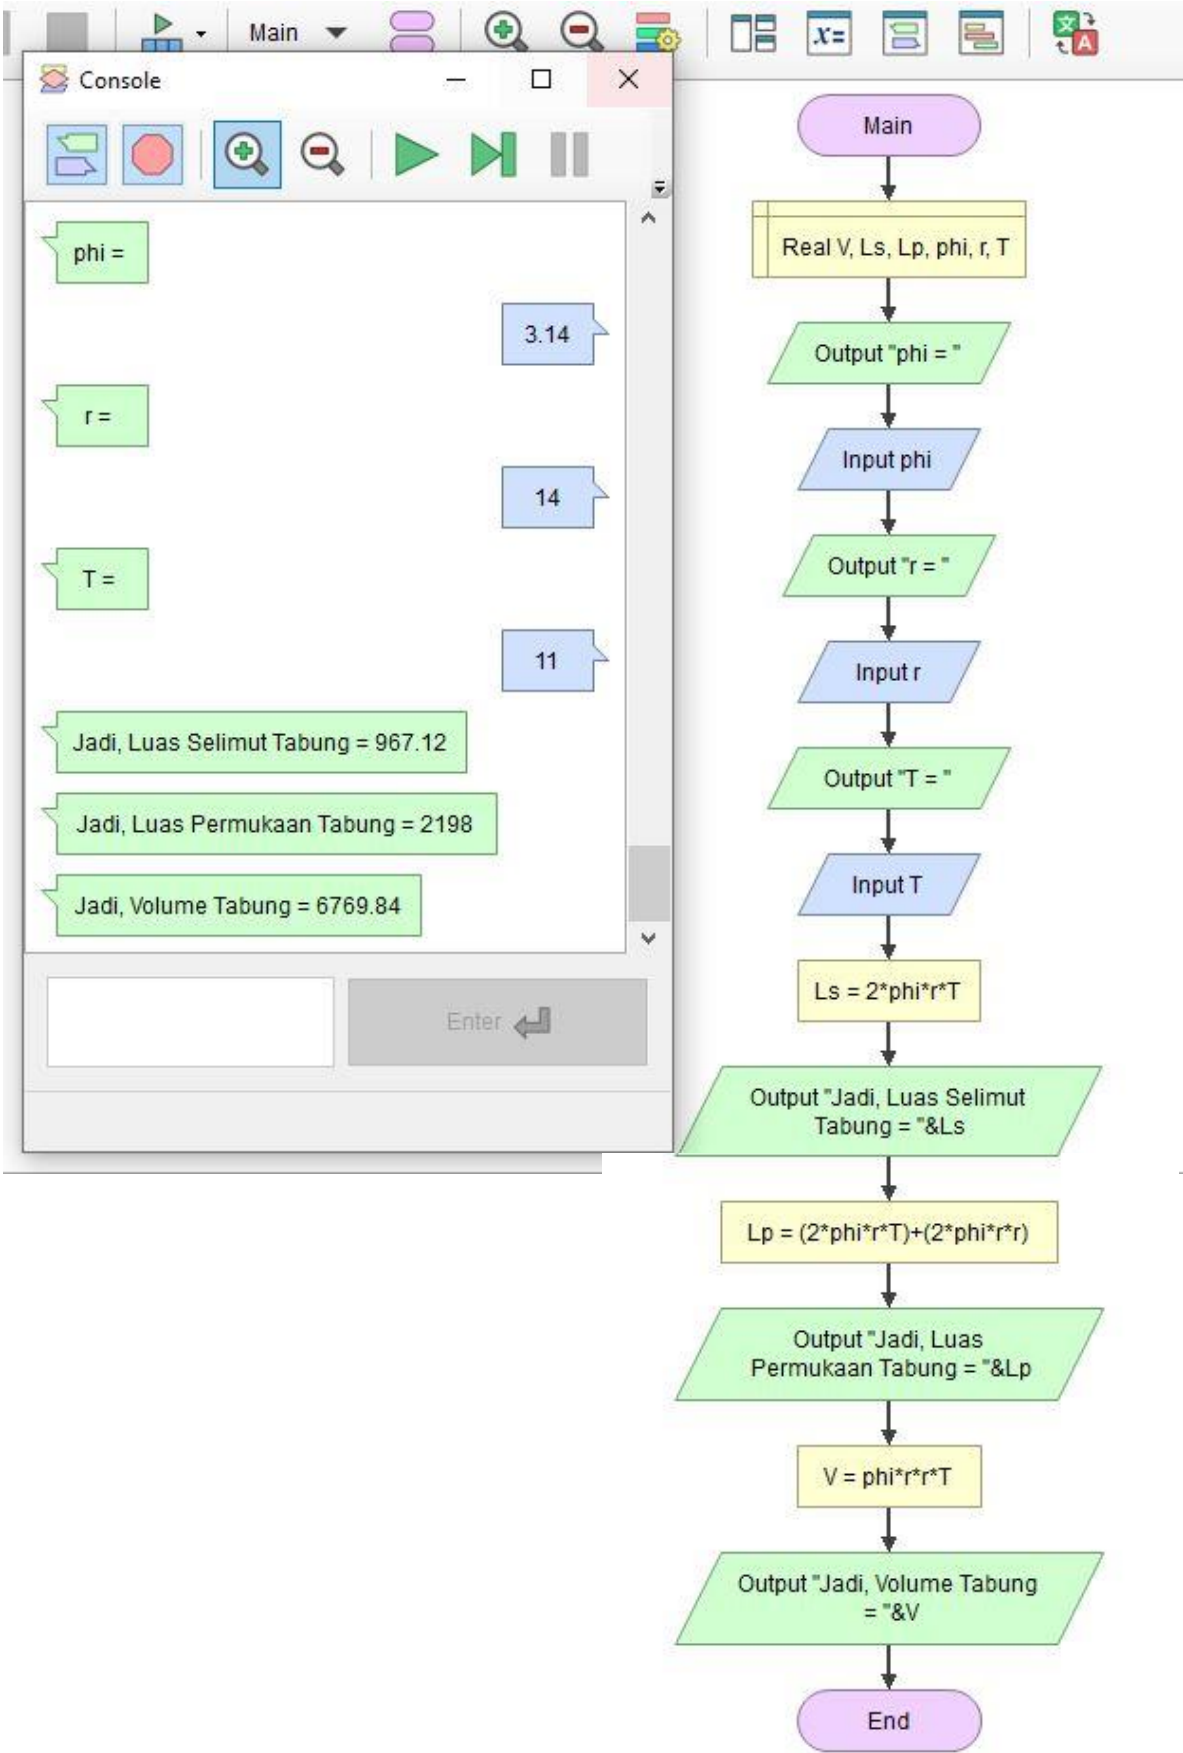 Main
Console
phi =
3.14
r =
14
T =
11
Jadi, Luas Selimut Tabung = 967.12
Jadi, Luas Permukaan Tabung = 2198
Jadi, Volume Tabung = 6769.84
Enter
x=
文
A
Main
Real V, Ls, Lp, phi, r, T
Output "phi = "
Input phi
Output "r = "
Input r
Output "T = "
Input T
Ls = 2*phi*r*T
Output "Jadi, Luas Selimut
Tabung = "&Ls
Lp = (2*phi*r*T)+(2*phi*r*r)
Output "Jadi, Luas
Permukaan Tabung = "&Lp
V = phi*r*r*T
Output "Jadi, Volume Tabung
= "&V
End